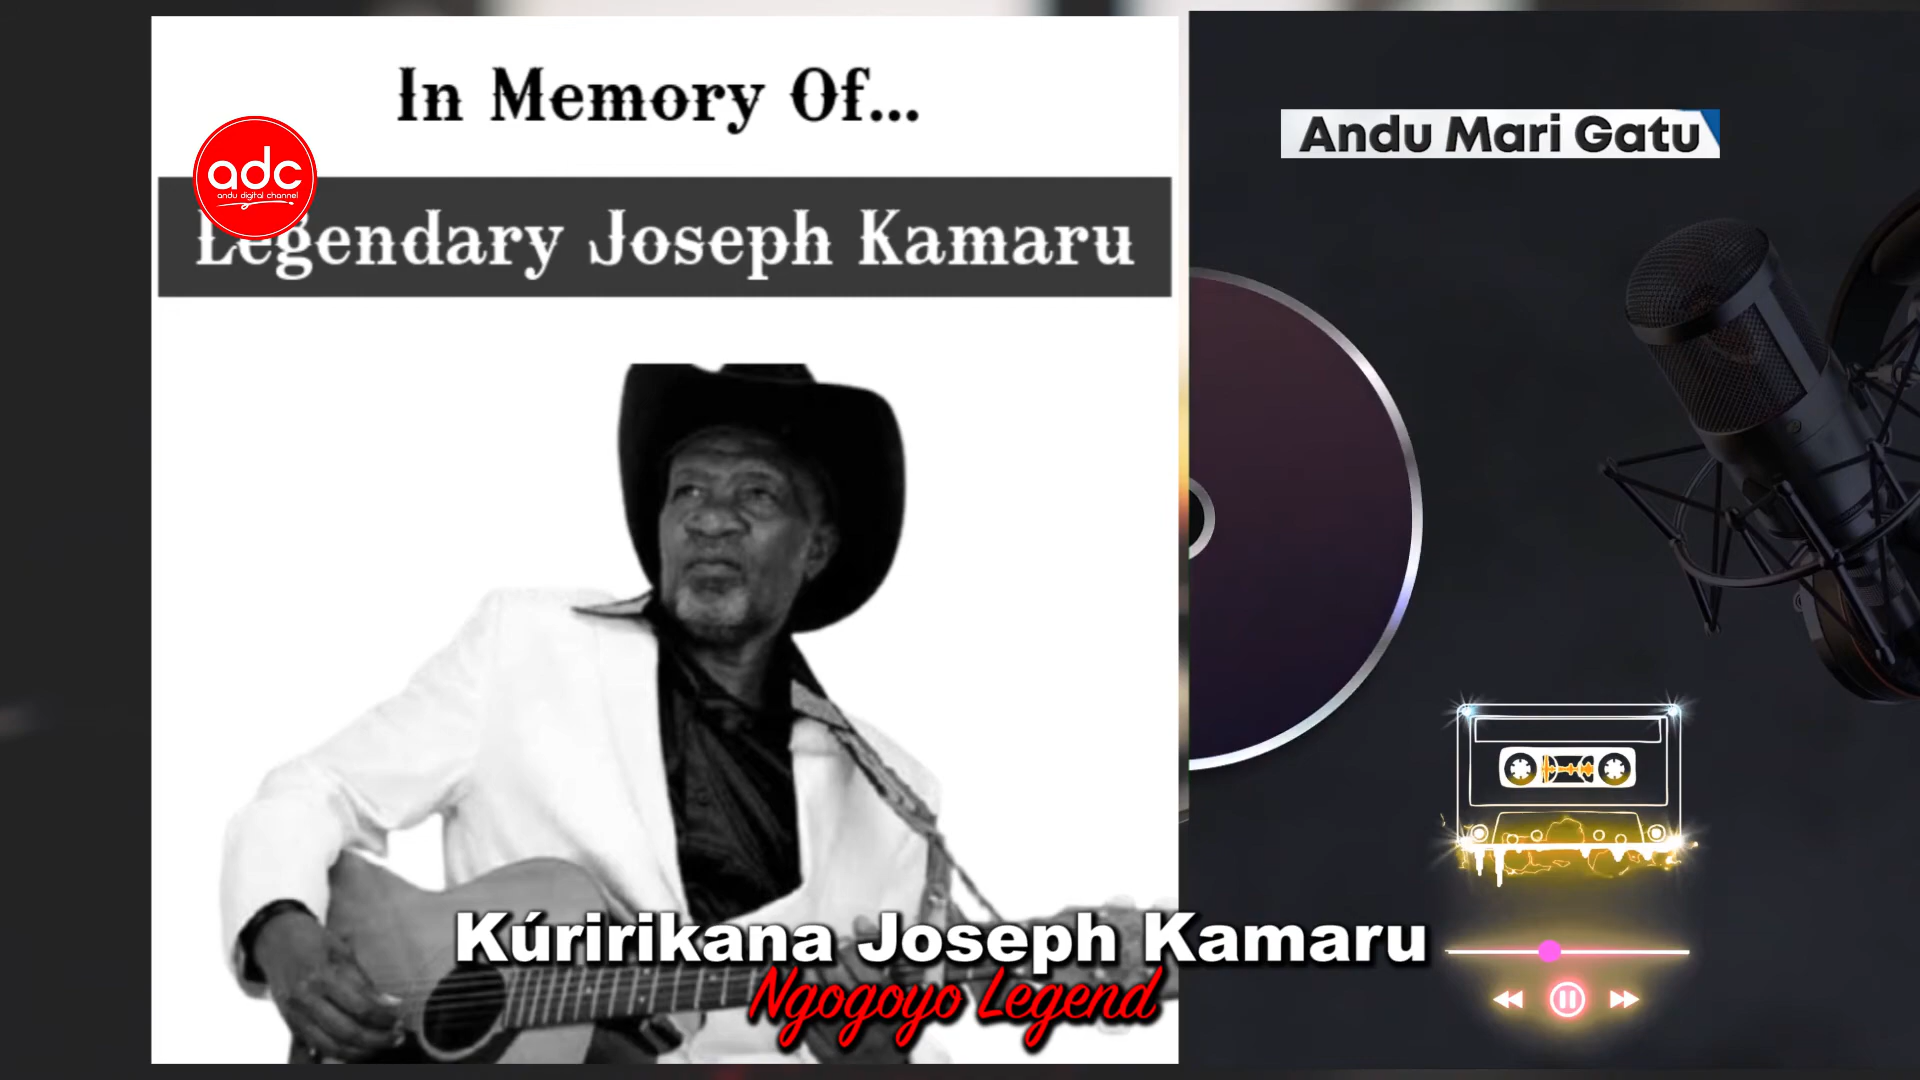 In Memory Of...
adc
andu digital channel
Legendary Joseph Kamaru
Andu Mari Gatu
Kúririkana Joseph Kamaru
Ngogoyo Legend